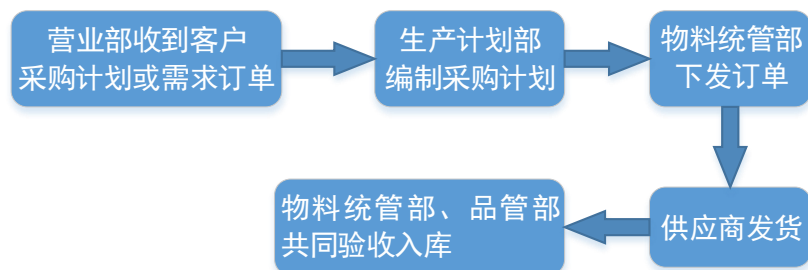 营业部收到客户
采购计划或需求订单
生产计划部
编制采购计划
物料统管部
下发订单
供应商发货
物料统管部、品管部
共同验收入库